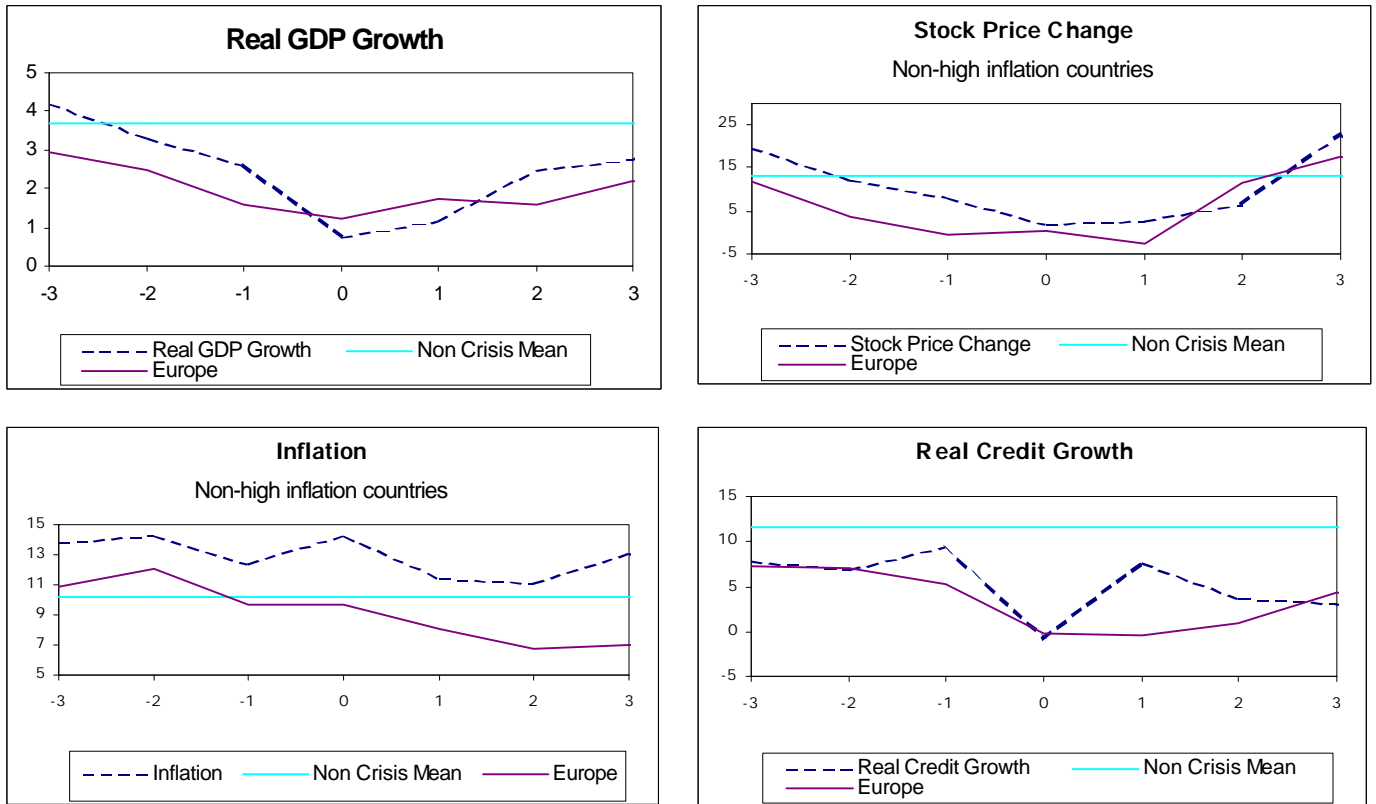 Real GDP Growth
5
4
3
2
1
0
-3 -2 -1 0 1 2 3
Real GDP Growth Non Crisis Mean
Europe
Stock Price Change
Non-high inflation countries
25
15
5
-5
-3 -2 -1 0 1 2 3
Stock Price Change Non Crisis Mean
Europe
Inflation
Non-high inflation countries
15
13
11
9
7
5
-3 -2 -1 0 1 2 3
Inflation Non Crisis Mean Europe
Real Credit Growth
15
10
5
0
-5
-3 -2 -1 0 1 2 3
Real Credit Growth Non Crisis Mean
Europe